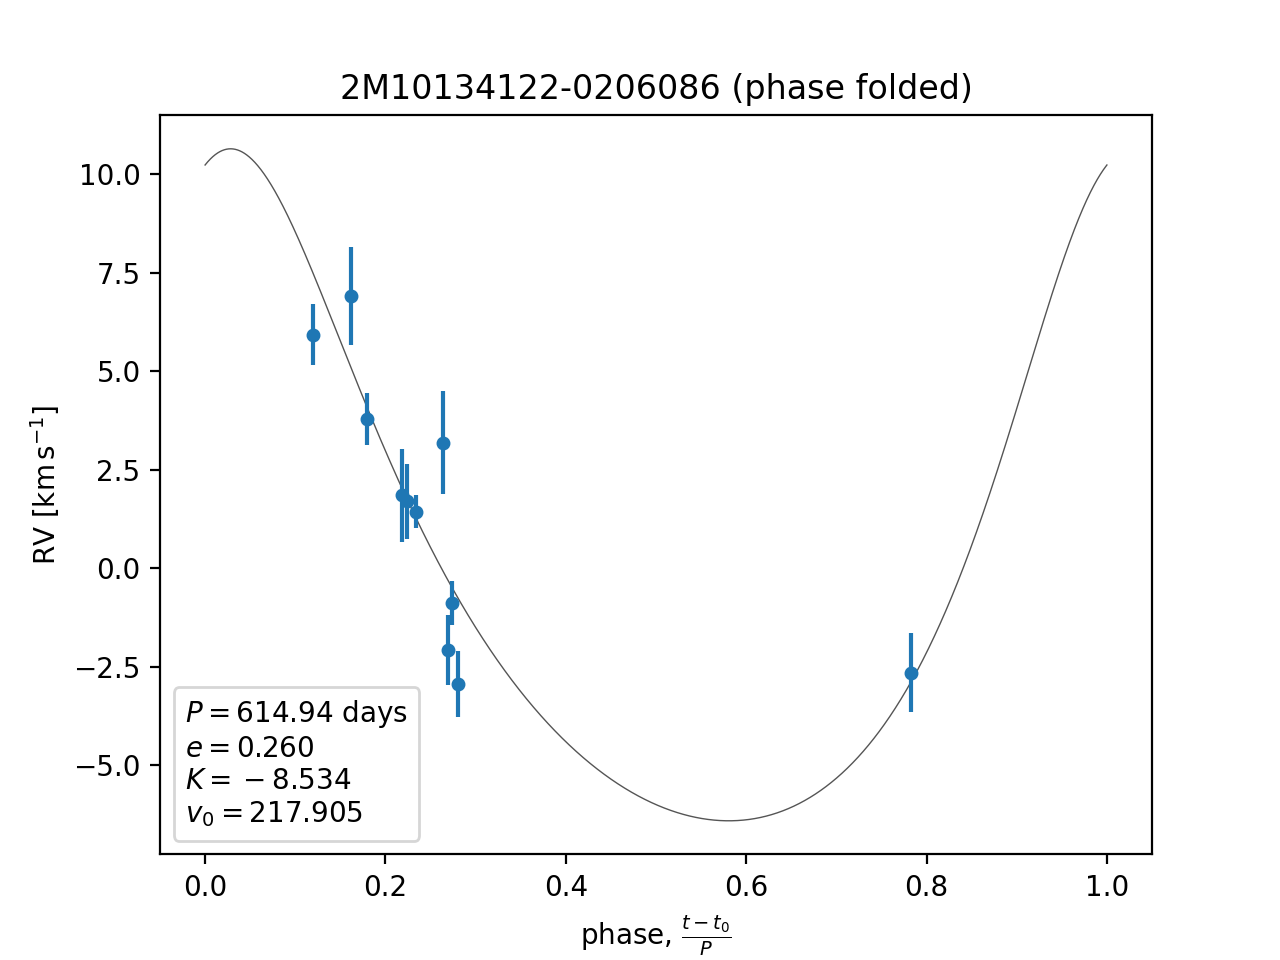 2M10134122-0206086 (phase folded)
RV [km s⁻¹]
10.0
7.5
5.0
2.5
0.0
−2.5
−5.0
P = 614.94 days
e = 0.260
K = −8.534
v₀ = 217.905
0.0 0.2 0.4 0.6 0.8 1.0
phase, (t − t₀)/P